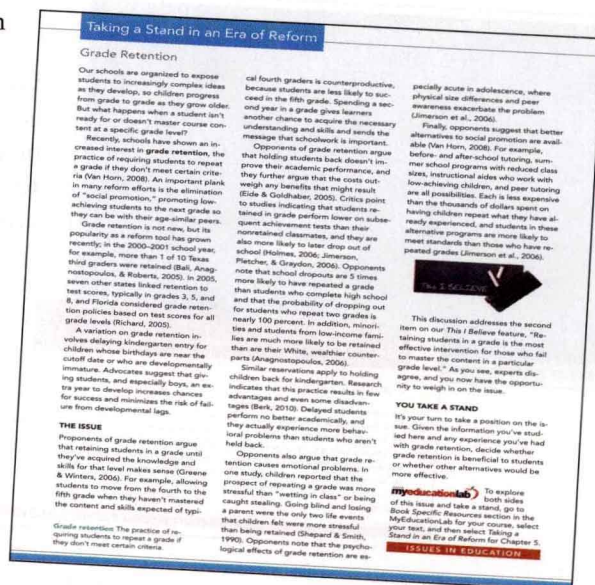 Taking a Stand in an Era of Reform
Grade Retention
Our schools are organized to expose
students to increasingly complex ideas
as they develop, so children progress
from grade to grade as they grow older.
But what happens when a student isn't
ready for or doesn't master course con-
tent at a specific grade level?
Recently, schools have shown an in-
creased interest in grade retention, the
practice of requiring students to repeat
a grade if they don't meet certain crite-
ria (Van Horn, 2008). An important plank
in many reform efforts is the elimination
of "social promotion," promoting low-
achieving students to the next grade so
they can be with their age-similar peers.
Grade retention is not new, but its
popularity as a reform tool has grown
recently; in the 2000–2001 school year,
for example, more than 1 of 10 Texas
third graders were retained (Bali, Anag-
nostopoulos, & Roberts, 2005). In 2005,
seven other states linked retention to
test scores, typically in grades 3, 5, and
8, and Florida considered grade reten-
tion policies based on test scores for all
grade levels (Richard, 2005).
A variation on grade retention in-
volves delaying kindergarten entry for
children whose birthdays are near the
cutoff date or who are developmentally
immature. Advocates suggest that giv-
ing students, and especially boys, an ex-
tra year to develop increases chances
for success and minimizes the risk of fail-
ure from developmental lags.
THE ISSUE
Proponents of grade retention argue
that retaining students in a grade until
they've acquired the knowledge and
skills for that level makes sense (Greene
& Winters, 2006). For example, allowing
students to move from the fourth to the
fifth grade when they haven't mastered
the content and skills expected of typi-
Grade retention The practice of re-
quiring students to repeat a grade if
they don't meet certain criteria.
cal fourth graders is counterproductive,
because students are less likely to suc-
ceed in the fifth grade. Spending a sec-
ond year in a grade gives learners
another chance to acquire the necessary
understanding and skills and sends the
message that schoolwork is important.
Opponents of grade retention argue
that holding students back doesn't im-
prove their academic performance, and
they further argue that the costs out-
weigh any benefits that might result
(Eide & Goldhaber, 2005). Critics point
to studies indicating that students re-
tained in grade perform lower on subse-
quent achievement tests than their
nonretained classmates, and they are
also more likely to later drop out of
school (Holmes, 2006; Jimerson,
Pletcher, & Graydon, 2006). Opponents
note that school dropouts are 5 times
more likely to have repeated a grade
than students who complete high school
and that the probability of dropping out
for students who repeat two grades is
nearly 100 percent. In addition, minori-
ties and students from low-income fami-
lies are much more likely to be retained
than are their White, wealthier counter-
parts (Anagnostopoulos, 2006).
Similar reservations apply to holding
children back for kindergarten. Research
indicates that this practice results in few
advantages and even some disadvan-
tages (Berk, 2010). Delayed students
perform no better academically, and
they actually experience more behav-
ioral problems than students who aren't
held back.
Opponents also argue that grade re-
tention causes emotional problems. In
one study, children reported that the
prospect of repeating a grade was more
stressful than "wetting in class" or being
caught stealing. Going blind and losing
a parent were the only two life events
that children felt were more stressful
than being retained (Shepard & Smith,
1990). Opponents note that the psycho-
logical effects of grade retention are es-
pecially acute in adolescence, where
physical size differences and peer
awareness exacerbate the problem
(Jimerson et al., 2006).
Finally, opponents suggest that better
alternatives to social promotion are avail-
able (Van Horn, 2008). For example,
before- and after-school tutoring, sum-
mer school programs with reduced class
sizes, instructional aides who work with
low-achieving children, and peer tutoring
are all possibilities. Each is less expensive
than the thousands of dollars spent on
having children repeat what they have al-
ready experienced, and students in these
alternative programs are more likely to
meet standards than those who have re-
peated grades (Jimerson et al., 2006).
This I BELIEVE
This discussion addresses the second
item on our This I Believe feature, "Re-
taining students in a grade is the most
effective intervention for those who fail
to master the content in a particular
grade level." As you see, experts dis-
agree, and you now have the opportu-
nity to weigh in on the issue.
YOU TAKE A STAND
It's your turn to take a position on the is-
sue. Given the information you've stud-
ied here and any experience you've had
with grade retention, decide whether
grade retention is beneficial to students
or whether other alternatives would be
more effective.
myeducationlab To explore
both sides
of this issue and take a stand, go to
Book Specific Resources section in the
MyEducationLab for your course, select
your text, and then select Taking a
Stand in an Era of Reform for Chapter 5.
ISSUES IN EDUCATION